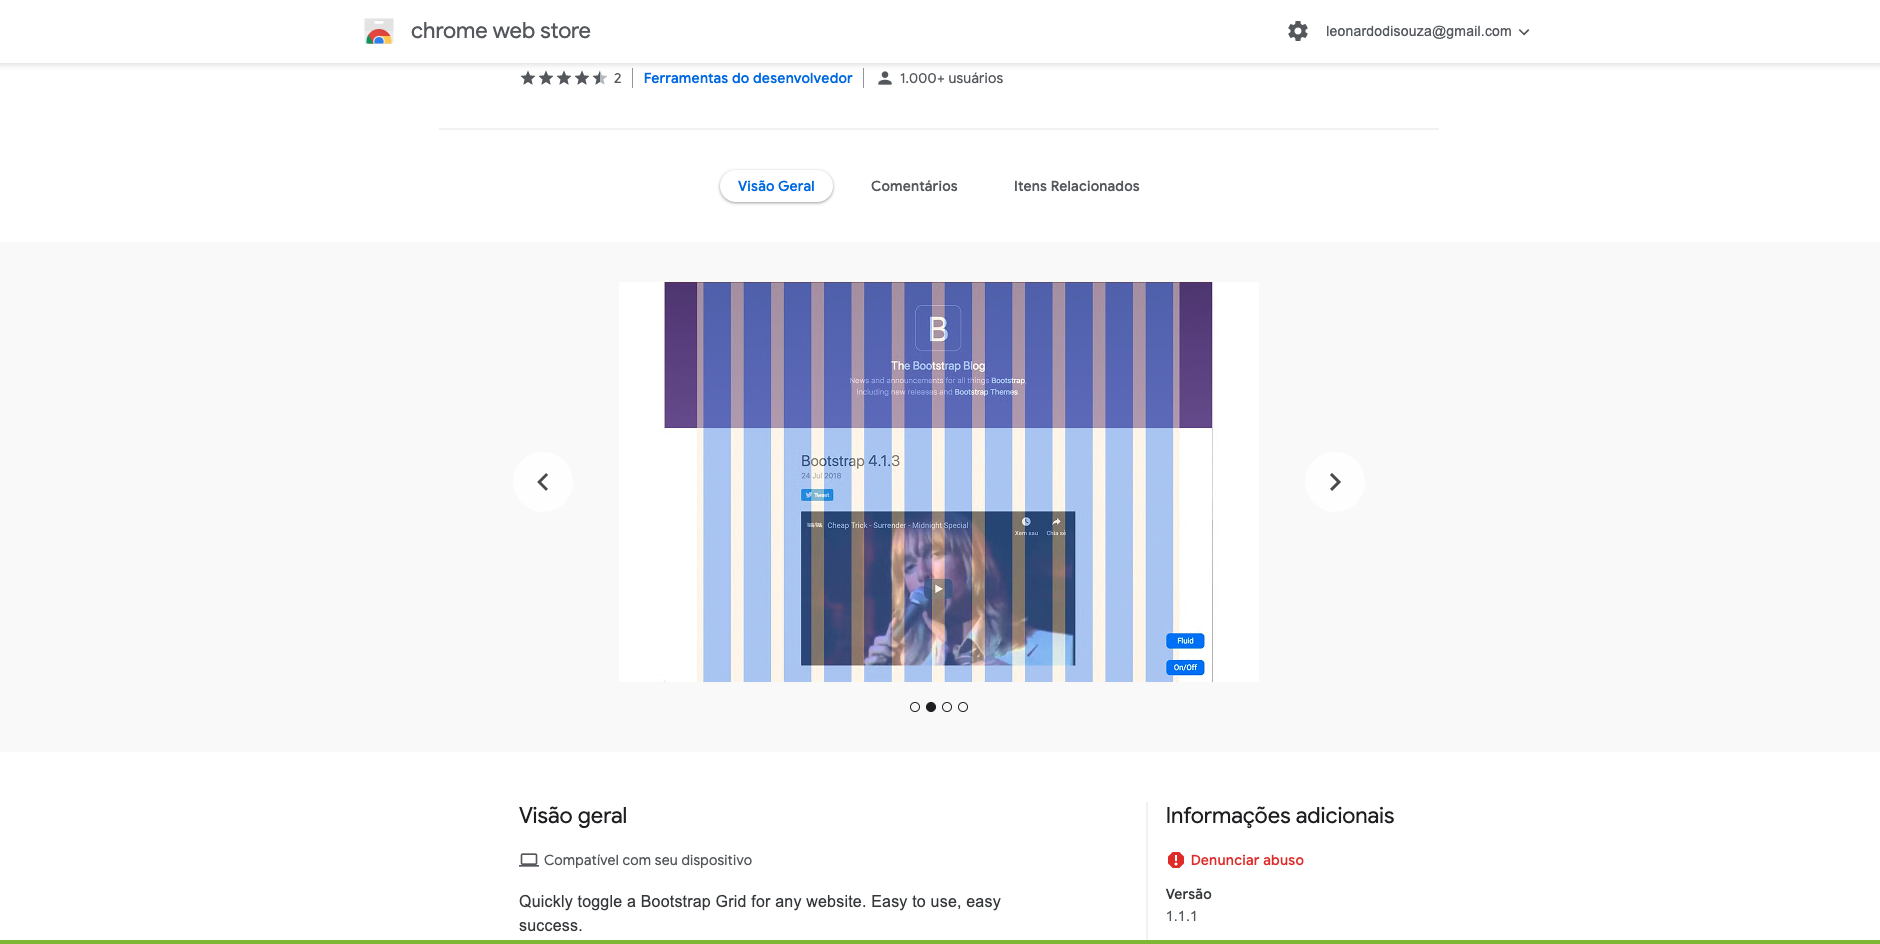 chrome web store
leonardodisouza@gmail.com
2 Ferramentas do desenvolvedor 1.000+ usuários
Visão Geral Comentários Itens Relacionados
B
The Bootstrap Blog
News and announcements for all things Bootstrap,
including new releases and Bootstrap Themes.
Bootstrap 4.1.3
24 Jul 2018
Tweet
Cheap Trick - Surrender - Midnight Special
Xem sau Chia sẻ
Fluid
On/Off
Visão geral
Compatível com seu dispositivo
Quickly toggle a Bootstrap Grid for any website. Easy to use, easy
success.
Informações adicionais
Denunciar abuso
Versão
1.1.1